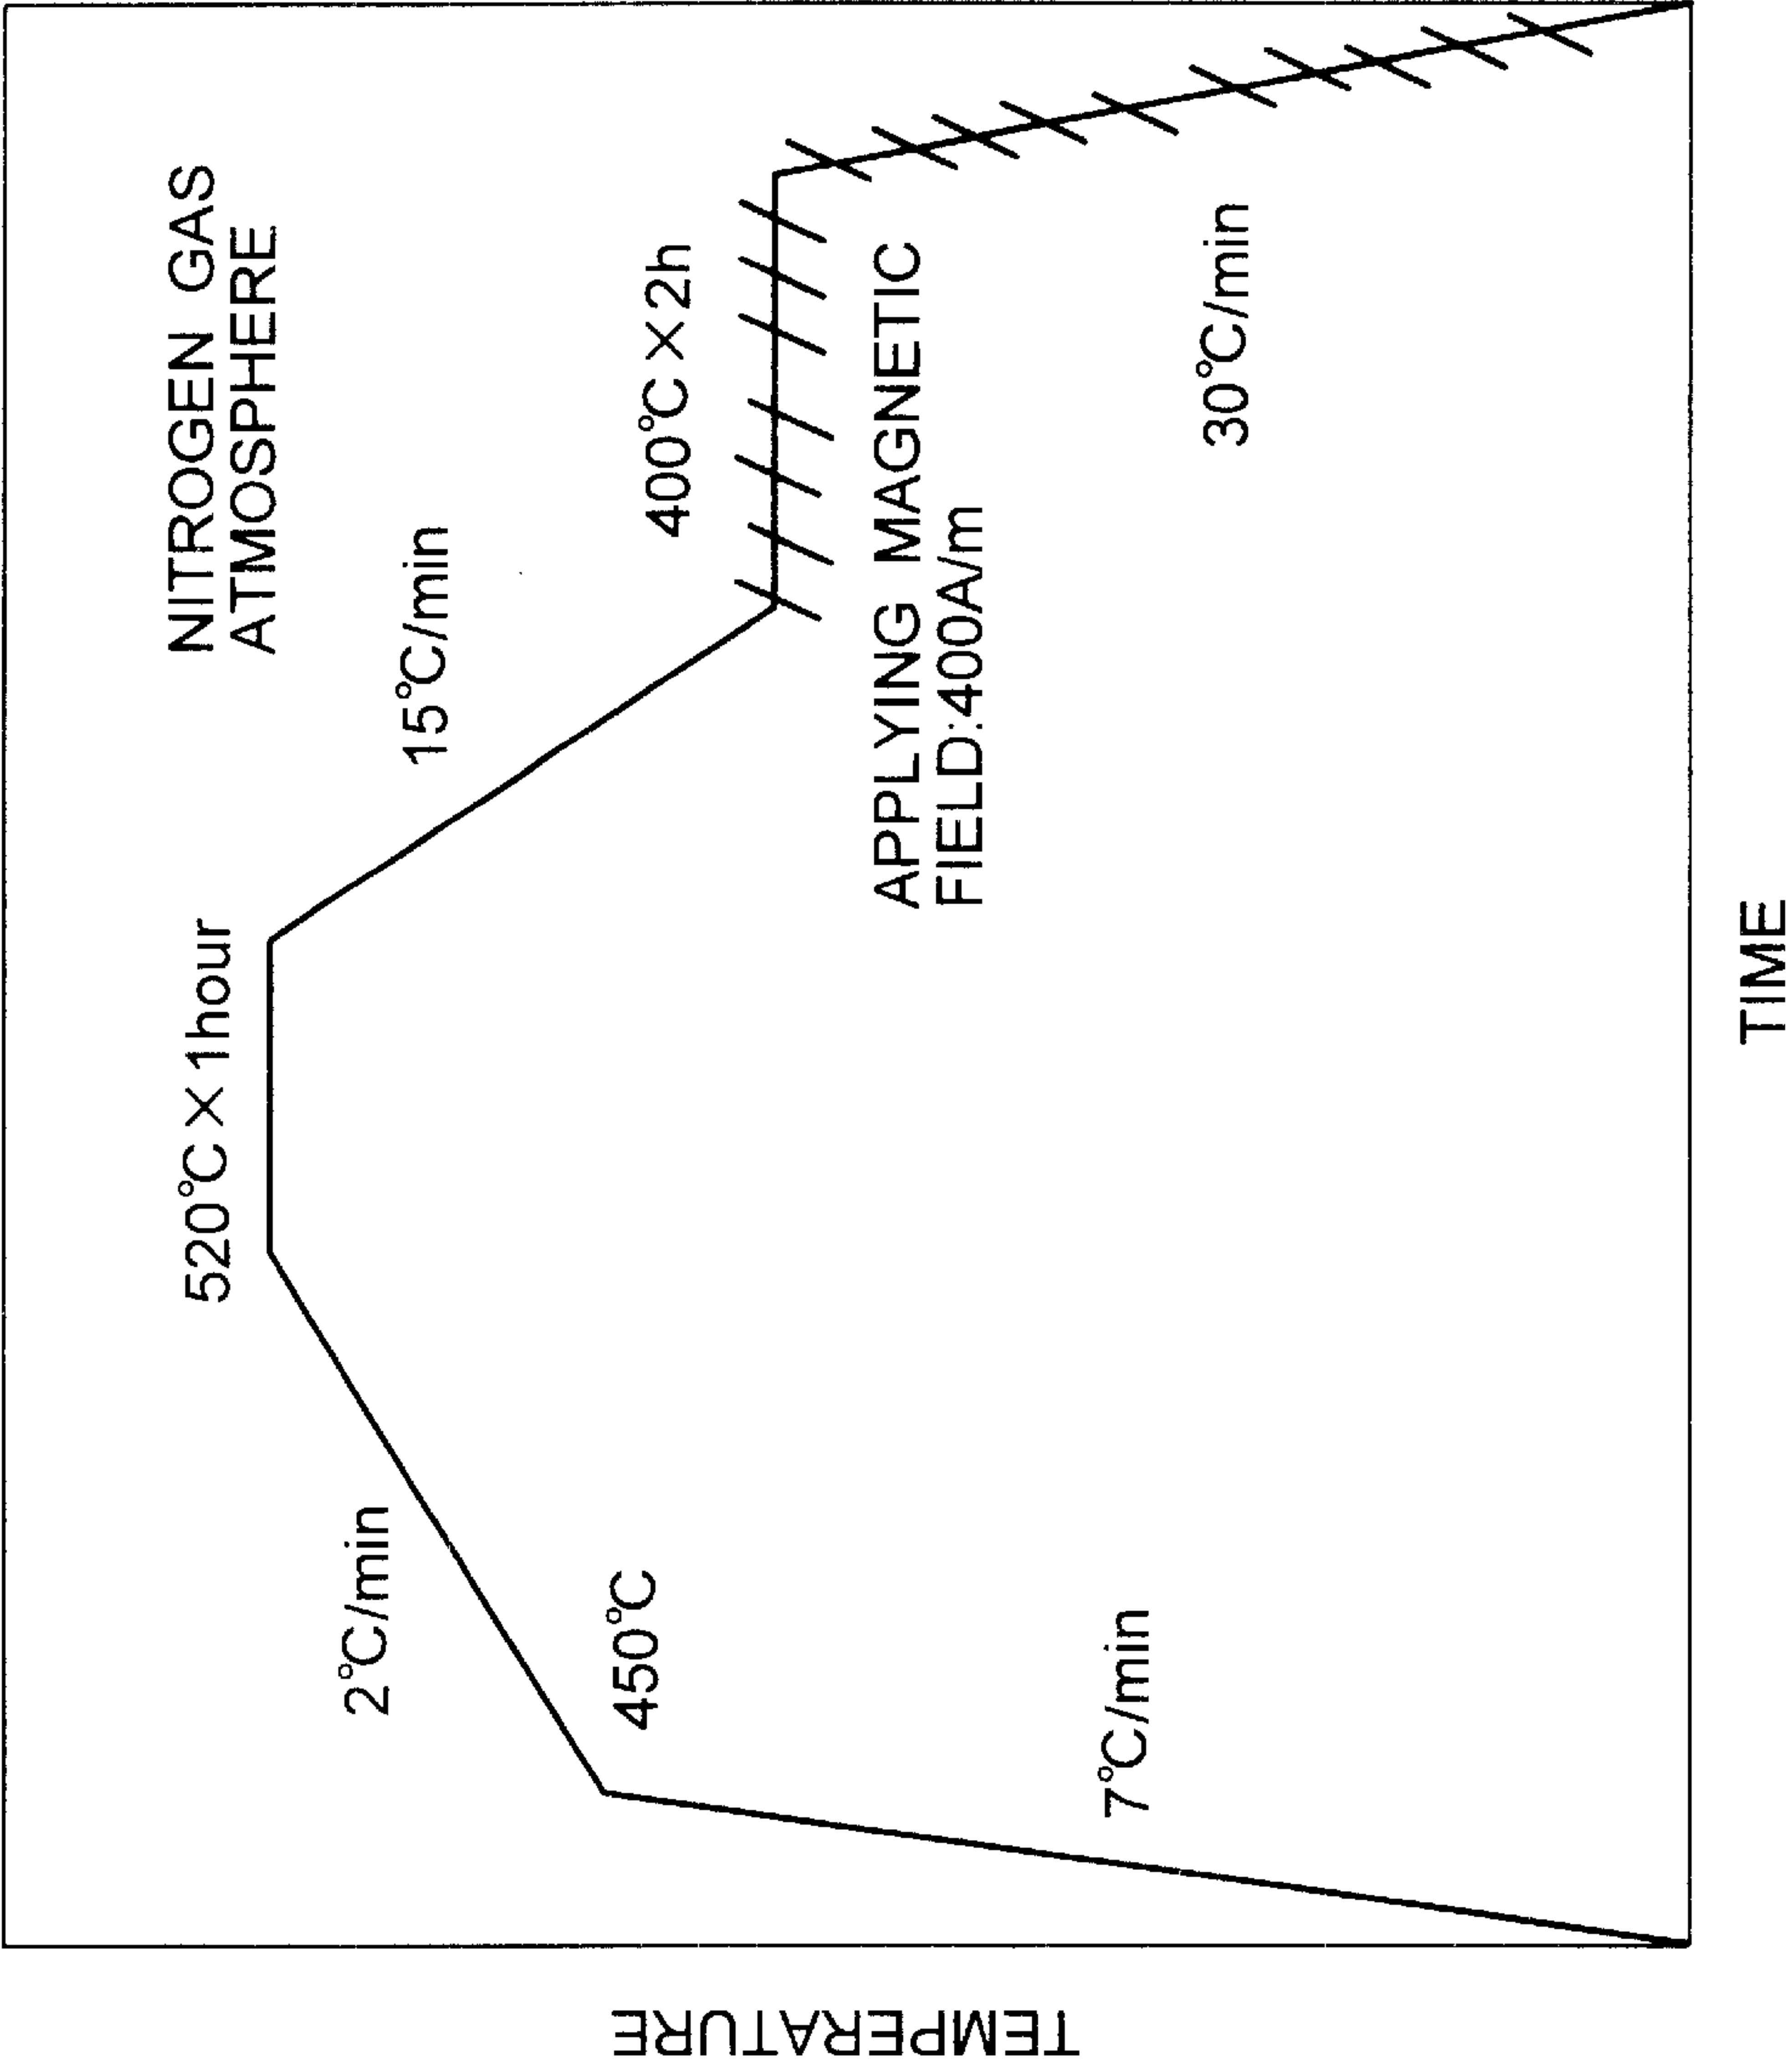 NITROGEN GAS
ATMOSPHERE
520°C×1hour
2°C/min
15°C/min
450°C
400°C×2h
APPLYING MAGNETIC
FIELD:400A/m
7°C/min
30°C/min
TEMPERATURE
TIME